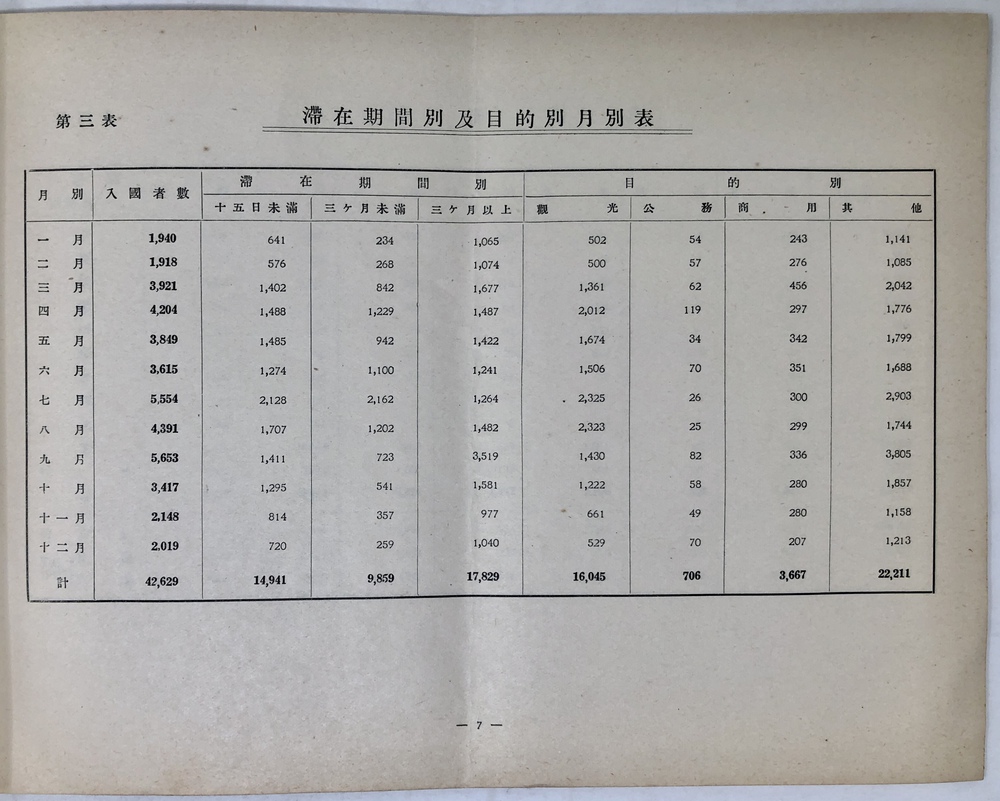 第三表 滯在期間別及目的別月別表
月別 入國者數 滯在期間別 目的別
十五日未滿 三ヶ月未滿 三ヶ月以上 觀光 公務 商用 其他
一月 1,940 641 234 1,065 502 54 243 1,141
二月 1,918 576 268 1,074 500 57 276 1,085
三月 3,921 1,402 842 1,677 1,361 62 456 2,042
四月 4,204 1,488 1,229 1,487 2,012 119 297 1,776
五月 3,849 1,485 942 1,422 1,674 34 342 1,799
六月 3,615 1,274 1,100 1,241 1,506 70 351 1,688
七月 5,554 2,128 2,162 1,264 2,325 26 300 2,903
八月 4,391 1,707 1,202 1,482 2,323 25 299 1,744
九月 5,653 1,411 723 3,519 1,430 82 336 3,805
十月 3,417 1,295 541 1,581 1,222 58 280 1,857
十一月 2,148 814 357 977 661 49 280 1,158
十二月 2,019 720 259 1,040 529 70 207 1,213
計 42,629 14,941 9,859 17,829 16,045 706 3,667 22,211
— 7 —